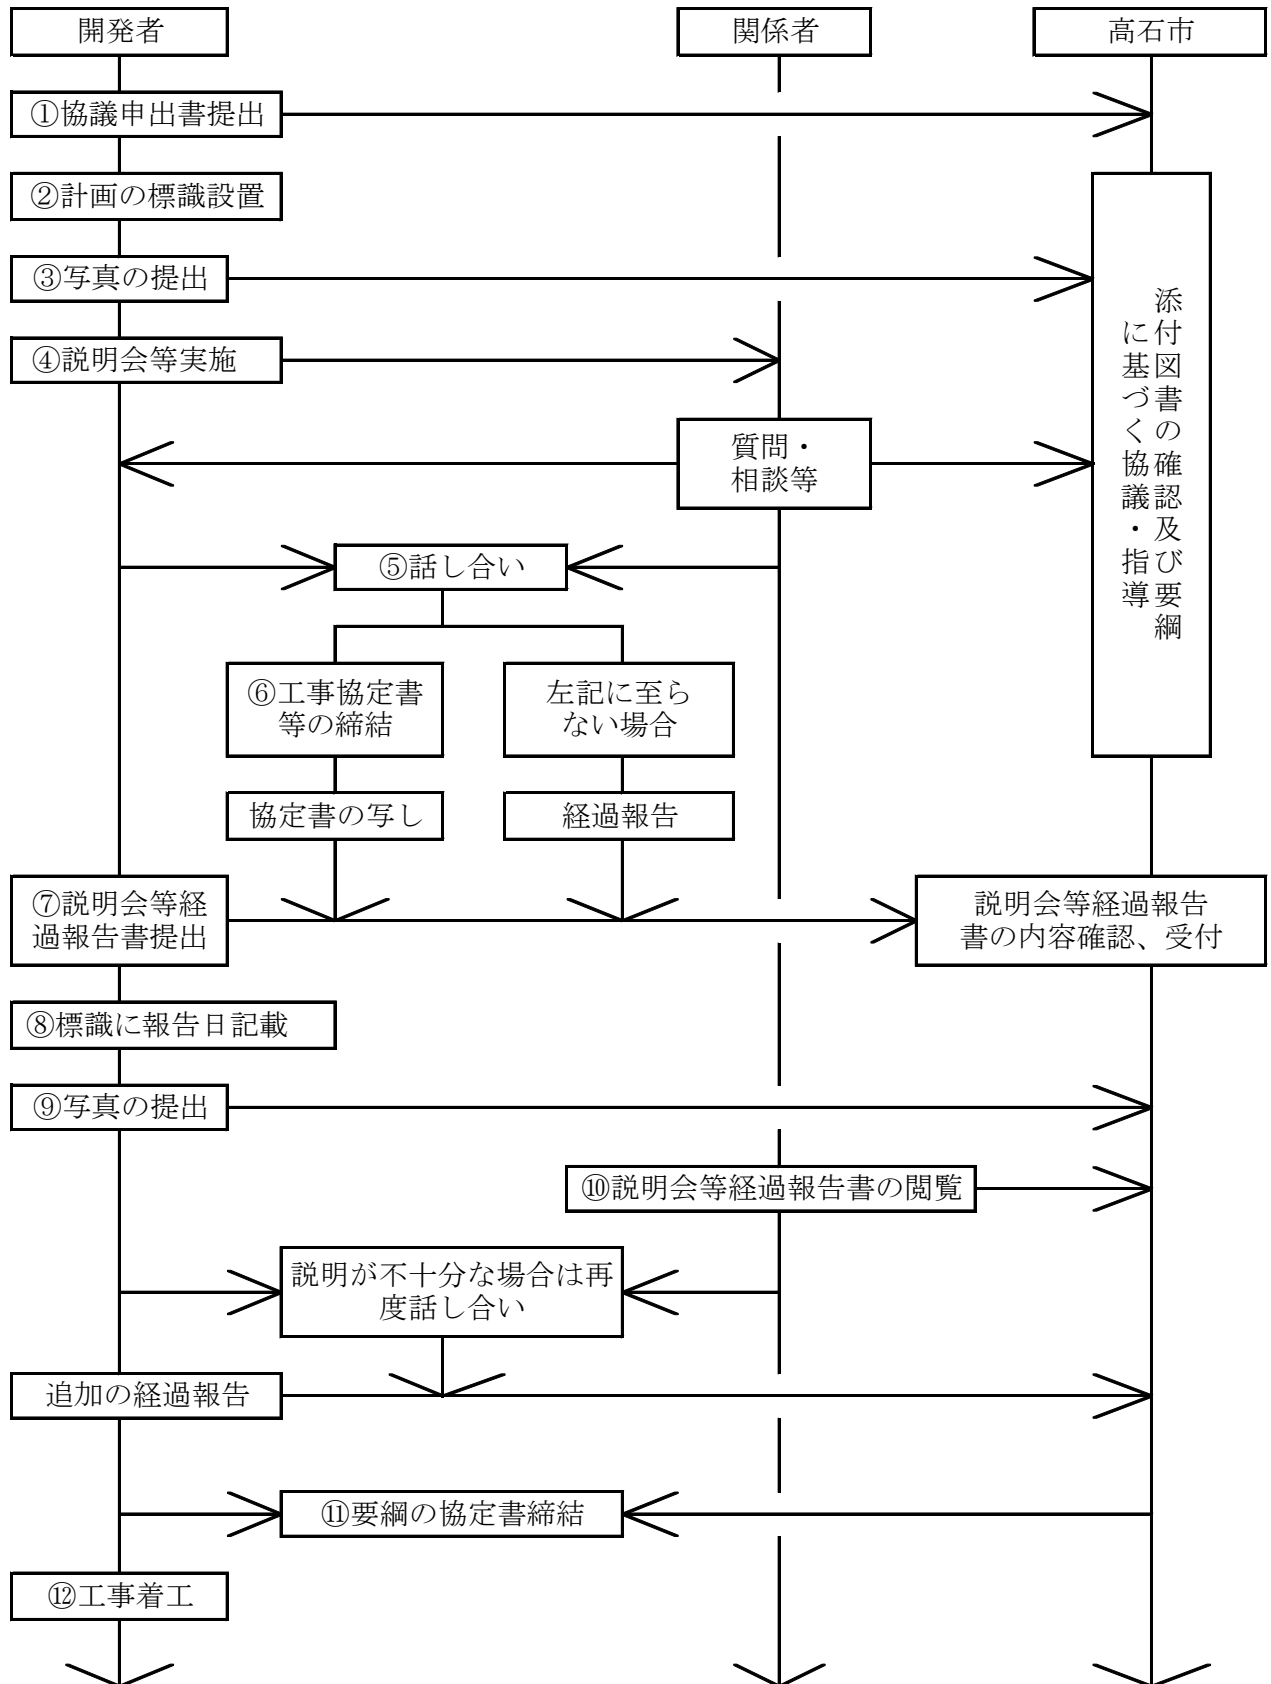 開発者
関係者
高石市
①協議申出書提出
②計画の標識設置
③写真の提出
添付図書の確認及び要綱
に基づく協議・指導
④説明会等実施
質問・
相談等
⑤話し合い
⑥工事協定書
等の締結
左記に至ら
ない場合
協定書の写し
経過報告
⑦説明会等経
過報告書提出
説明会等経過報告
書の内容確認、受付
⑧標識に報告日記載
⑨写真の提出
⑩説明会等経過報告書の閲覧
説明が不十分な場合は再
度話し合い
追加の経過報告
⑪要綱の協定書締結
⑫工事着工